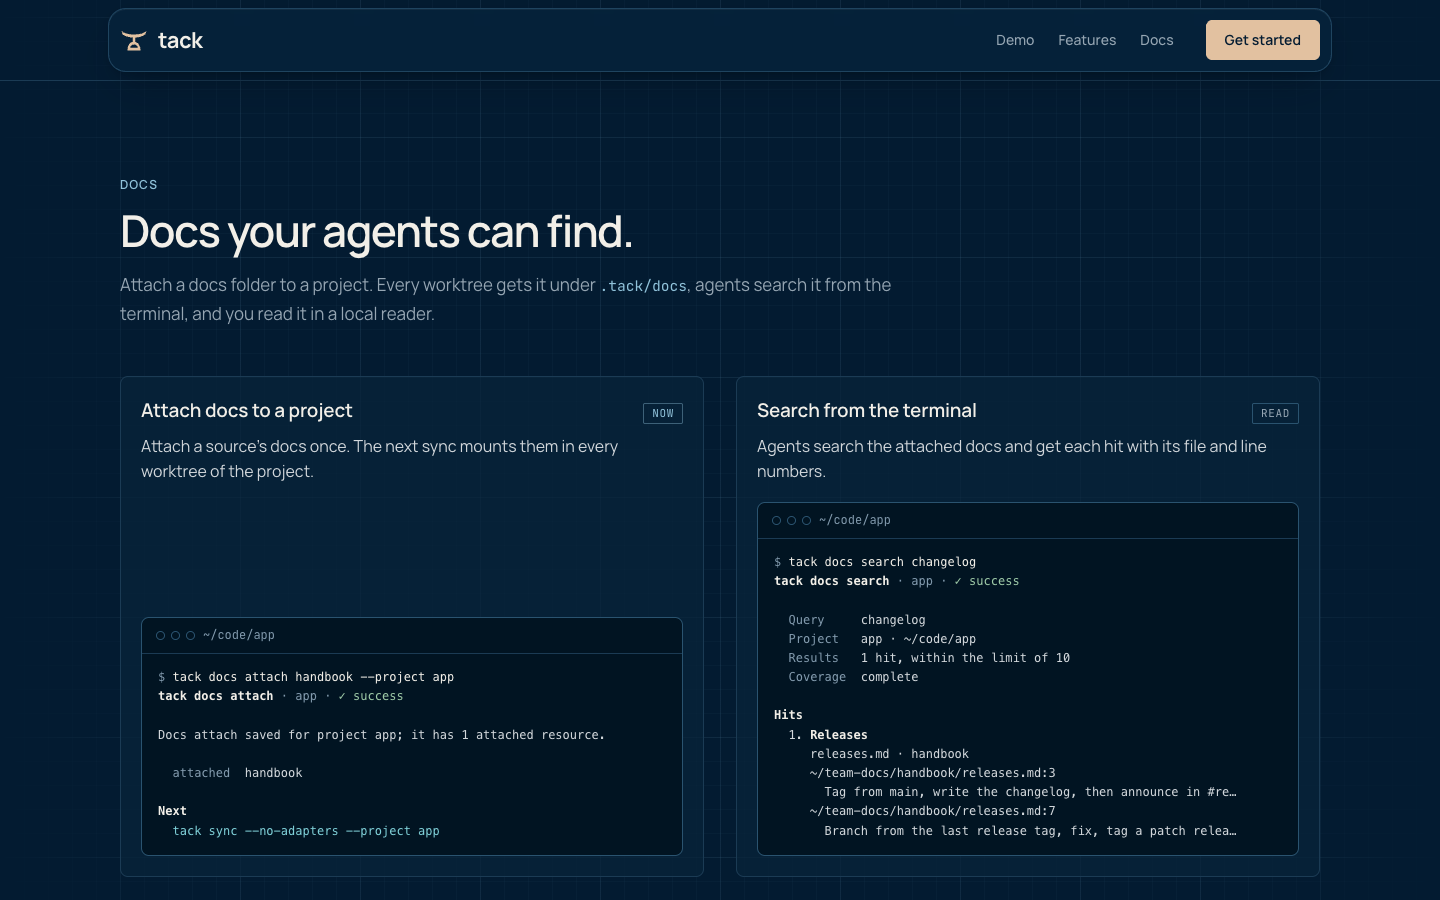 tack
Demo Features Docs Get started
DOCS
Docs your agents can find.
Attach a docs folder to a project. Every worktree gets it under .tack/docs, agents search it from the
terminal, and you read it in a local reader.
Attach docs to a project
NOW
Attach a source's docs once. The next sync mounts them in every
worktree of the project.
~/code/app
$ tack docs attach handbook --project app
tack docs attach · app · ✓ success
Docs attach saved for project app; it has 1 attached resource.
attached handbook
Next
tack sync --no-adapters --project app
Search from the terminal
READ
Agents search the attached docs and get each hit with its file and line
numbers.
~/code/app
$ tack docs search changelog
tack docs search · app · ✓ success
Query changelog
Project app · ~/code/app
Results 1 hit, within the limit of 10
Coverage complete
Hits
1. Releases
releases.md · handbook
~/team-docs/handbook/releases.md:3
Tag from main, write the changelog, then announce in #re…
~/team-docs/handbook/releases.md:7
Branch from the last release tag, fix, tag a patch relea…